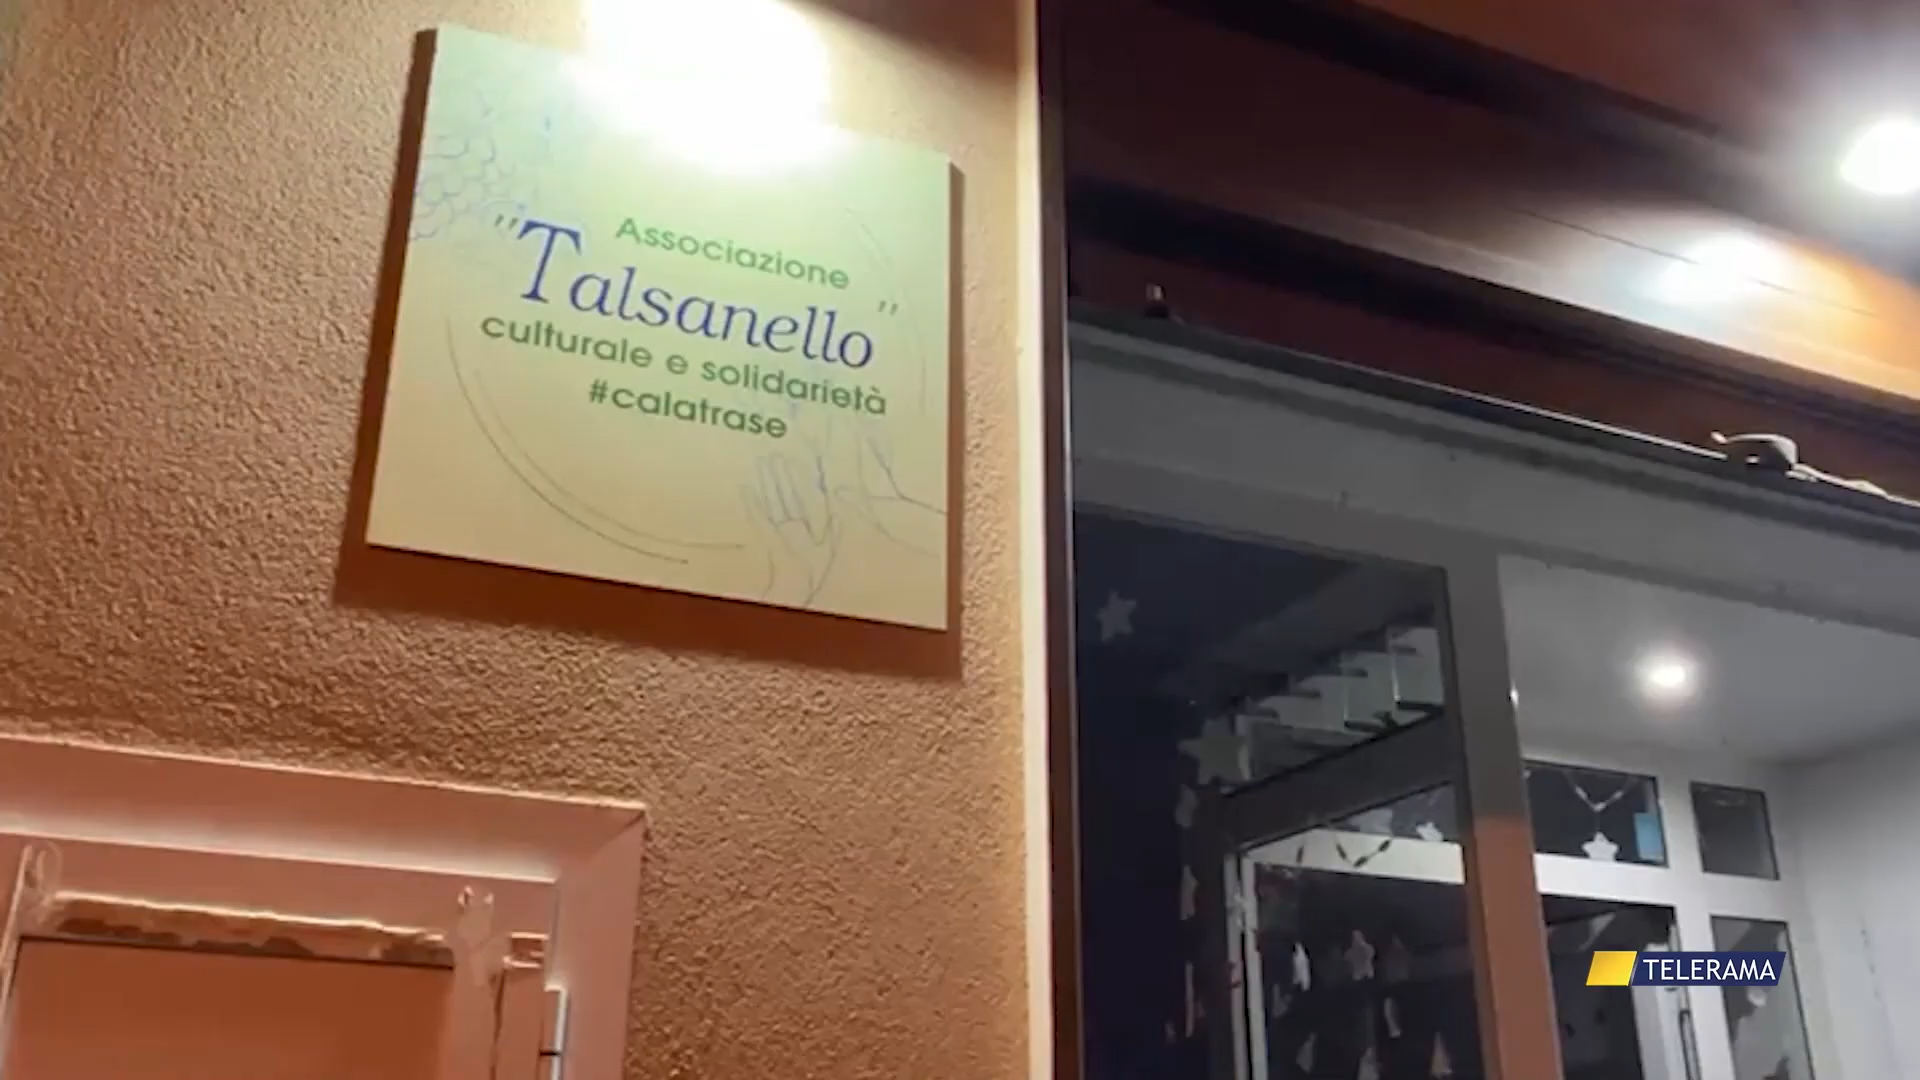 Associazione
"Talsanello"
culturale e solidarietà
#calatrase
TELERAMA